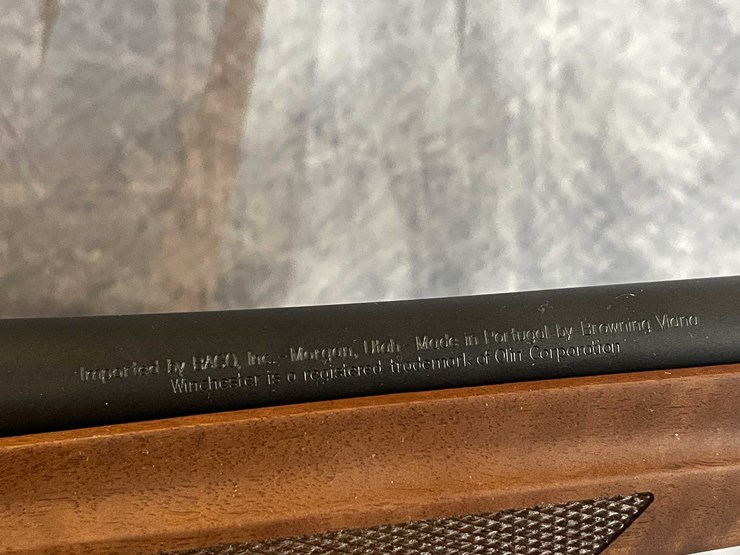 Imported by BACO, Inc. - Morgan, Utah - Made in Portugal by Browning Viana
Winchester is a registered trademark of Olin Corporation